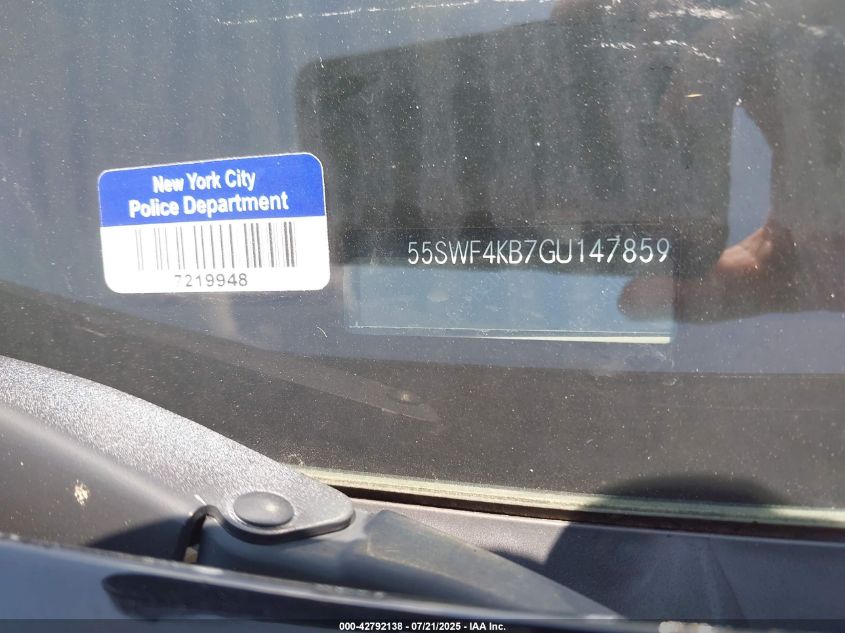 New York City
Police Department
7219948
55SWF4KB7GU147859
000-42792138 - 07/21/2025 - IAA Inc.